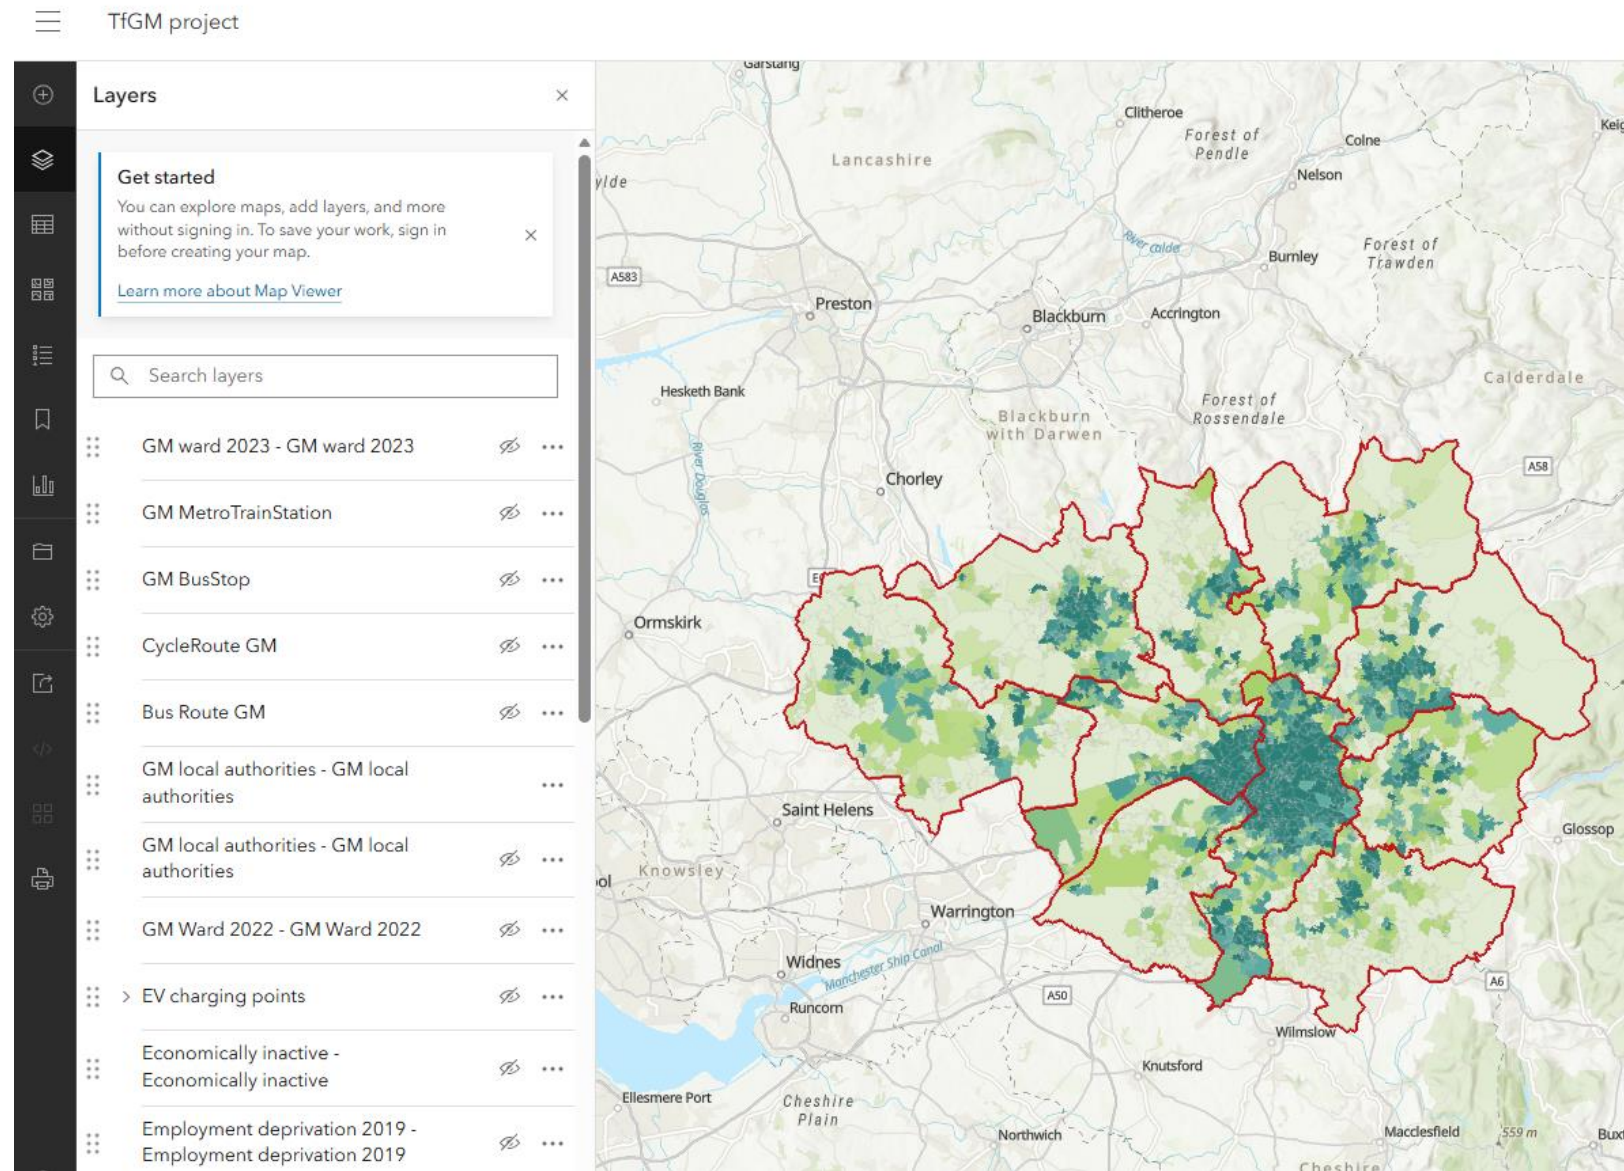 TfGM project
Layers
Get started
You can explore maps, add layers, and more
without signing in. To save your work, sign in
before creating your map.
Learn more about Map Viewer
Search layers
GM ward 2023 - GM ward 2023
GM MetroTrainStation
GM BusStop
CycleRoute GM
Bus Route GM
GM local authorities - GM local
authorities
GM local authorities - GM local
authorities
GM Ward 2022 - GM Ward 2022
EV charging points
Economically inactive -
Economically inactive
Employment deprivation 2019 -
Employment deprivation 2019
Garstang
Clitheroe
Forest of
Pendle
Colne
Lancashire
Nelson
River calder
Burnley
Forest of
Trawden
A583
Preston
Blackburn
Accrington
Calderdale
Hesketh Bank
Forest of
Rossendale
Blackburn
with Darwen
River Douglas
A58
Chorley
Ormskirk
Saint Helens
Glossop
Knowsley
Warrington
Manchester Ship Canal
Widnes
A6
A50
Runcorn
Wilmslow
Knutsford
Ellesmere Port
Cheshire
Plain
Northwich
Macclesfield
559 m
Cheshire